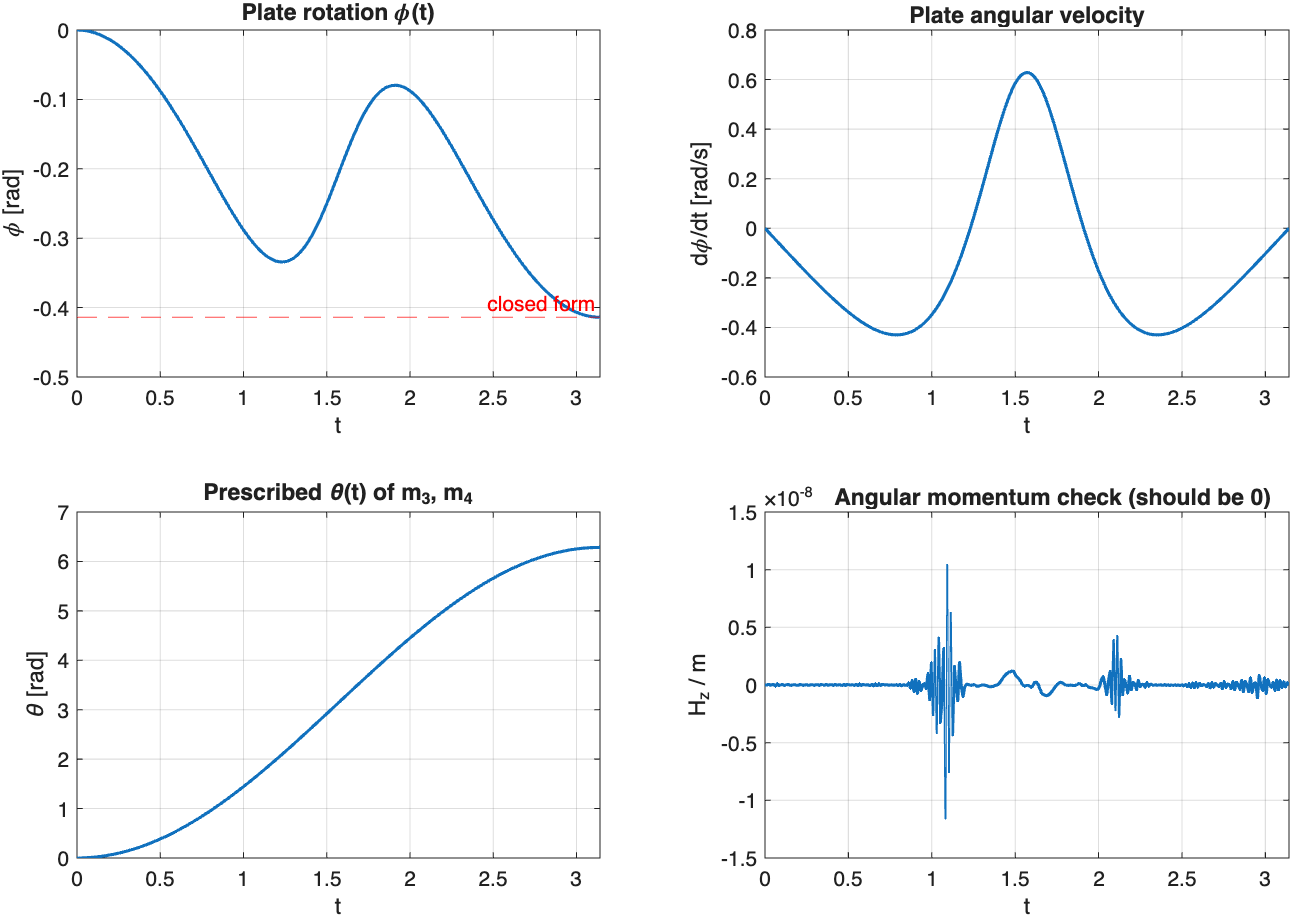 Plate rotation ϕ(t)
0
-0.1
-0.2
-0.3
-0.4
-0.5
ϕ [rad]
closed form
0 0.5 1 1.5 2 2.5 3
t
Plate angular velocity
0.8
0.6
0.4
0.2
0
-0.2
-0.4
-0.6
dϕ/dt [rad/s]
0 0.5 1 1.5 2 2.5 3
t
Prescribed θ(t) of m₃, m₄
7
6
5
4
3
2
1
0
θ [rad]
0 0.5 1 1.5 2 2.5 3
t
×10⁻⁸ Angular momentum check (should be 0)
1.5
1
0.5
0
-0.5
-1
-1.5
H_z / m
0 0.5 1 1.5 2 2.5 3
t